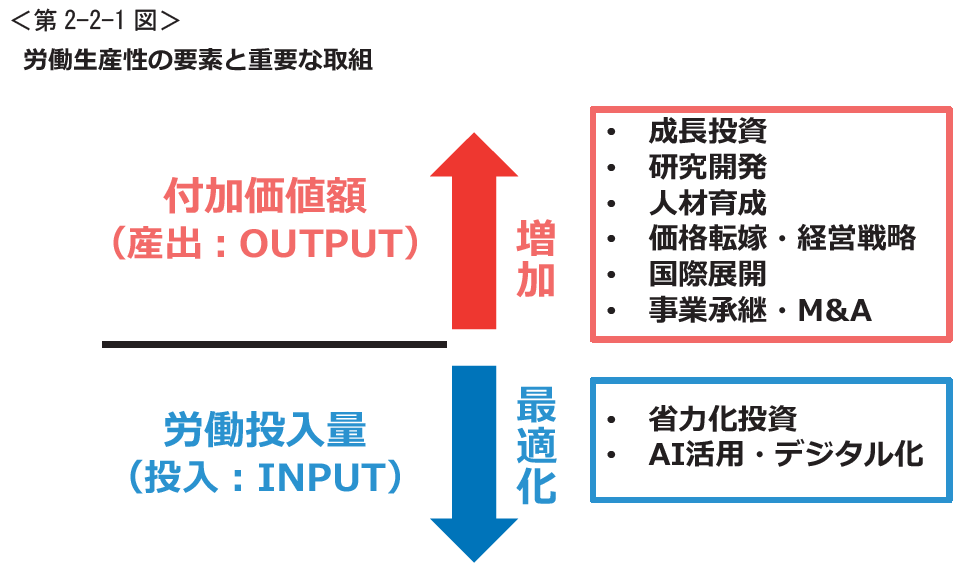 ＜第 2-2-1 図＞
労働生産性の要素と重要な取組
付加価値額
（産出：OUTPUT）
増加
• 成長投資
• 研究開発
• 人材育成
• 価格転嫁・経営戦略
• 国際展開
• 事業承継・M&A
労働投入量
（投入：INPUT）
最適化
• 省力化投資
• AI活用・デジタル化